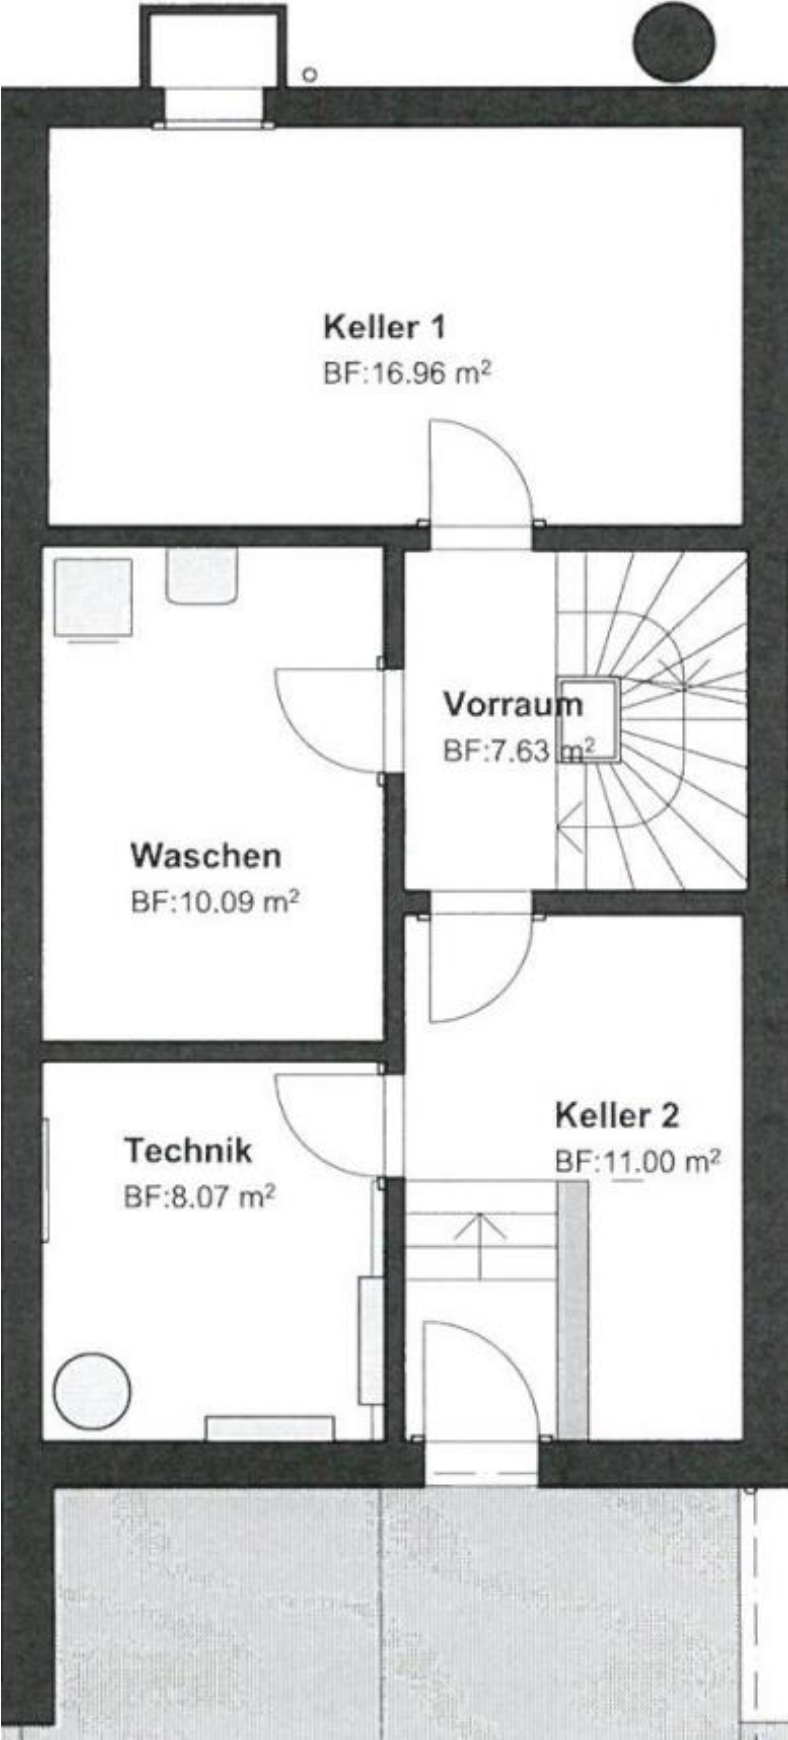 Keller 1
BF:16.96 m²
Vorraum
BF:7.63 m²
Waschen
BF:10.09 m²
Keller 2
BF:11.00 m²
Technik
BF:8.07 m²